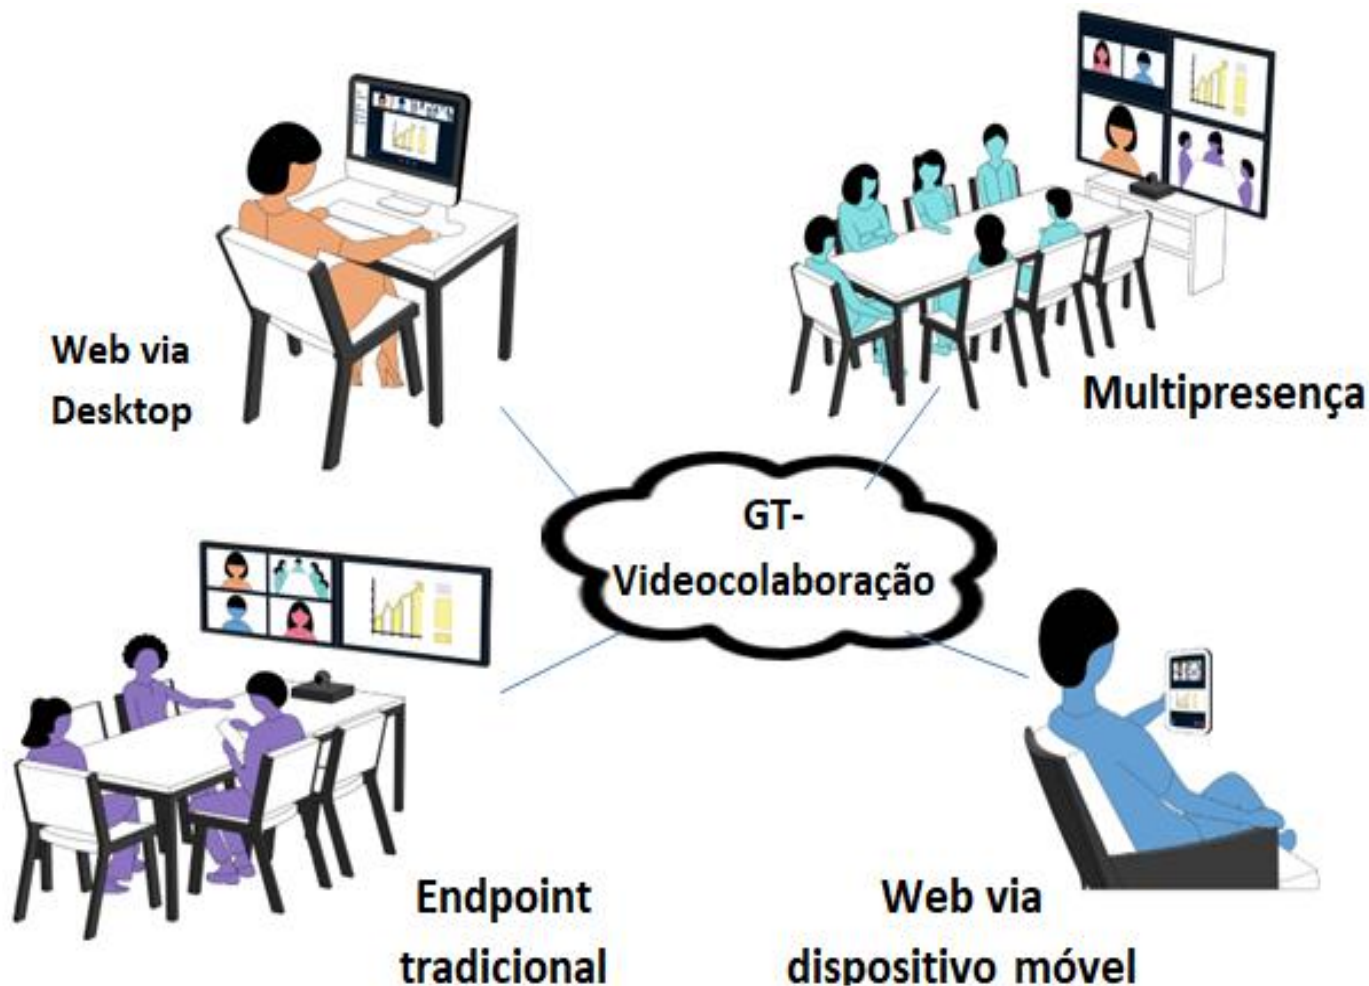 Web via
Desktop
Multipresença
GT-
Videocolaboração
Endpoint
tradicional
Web via
dispositivo móvel